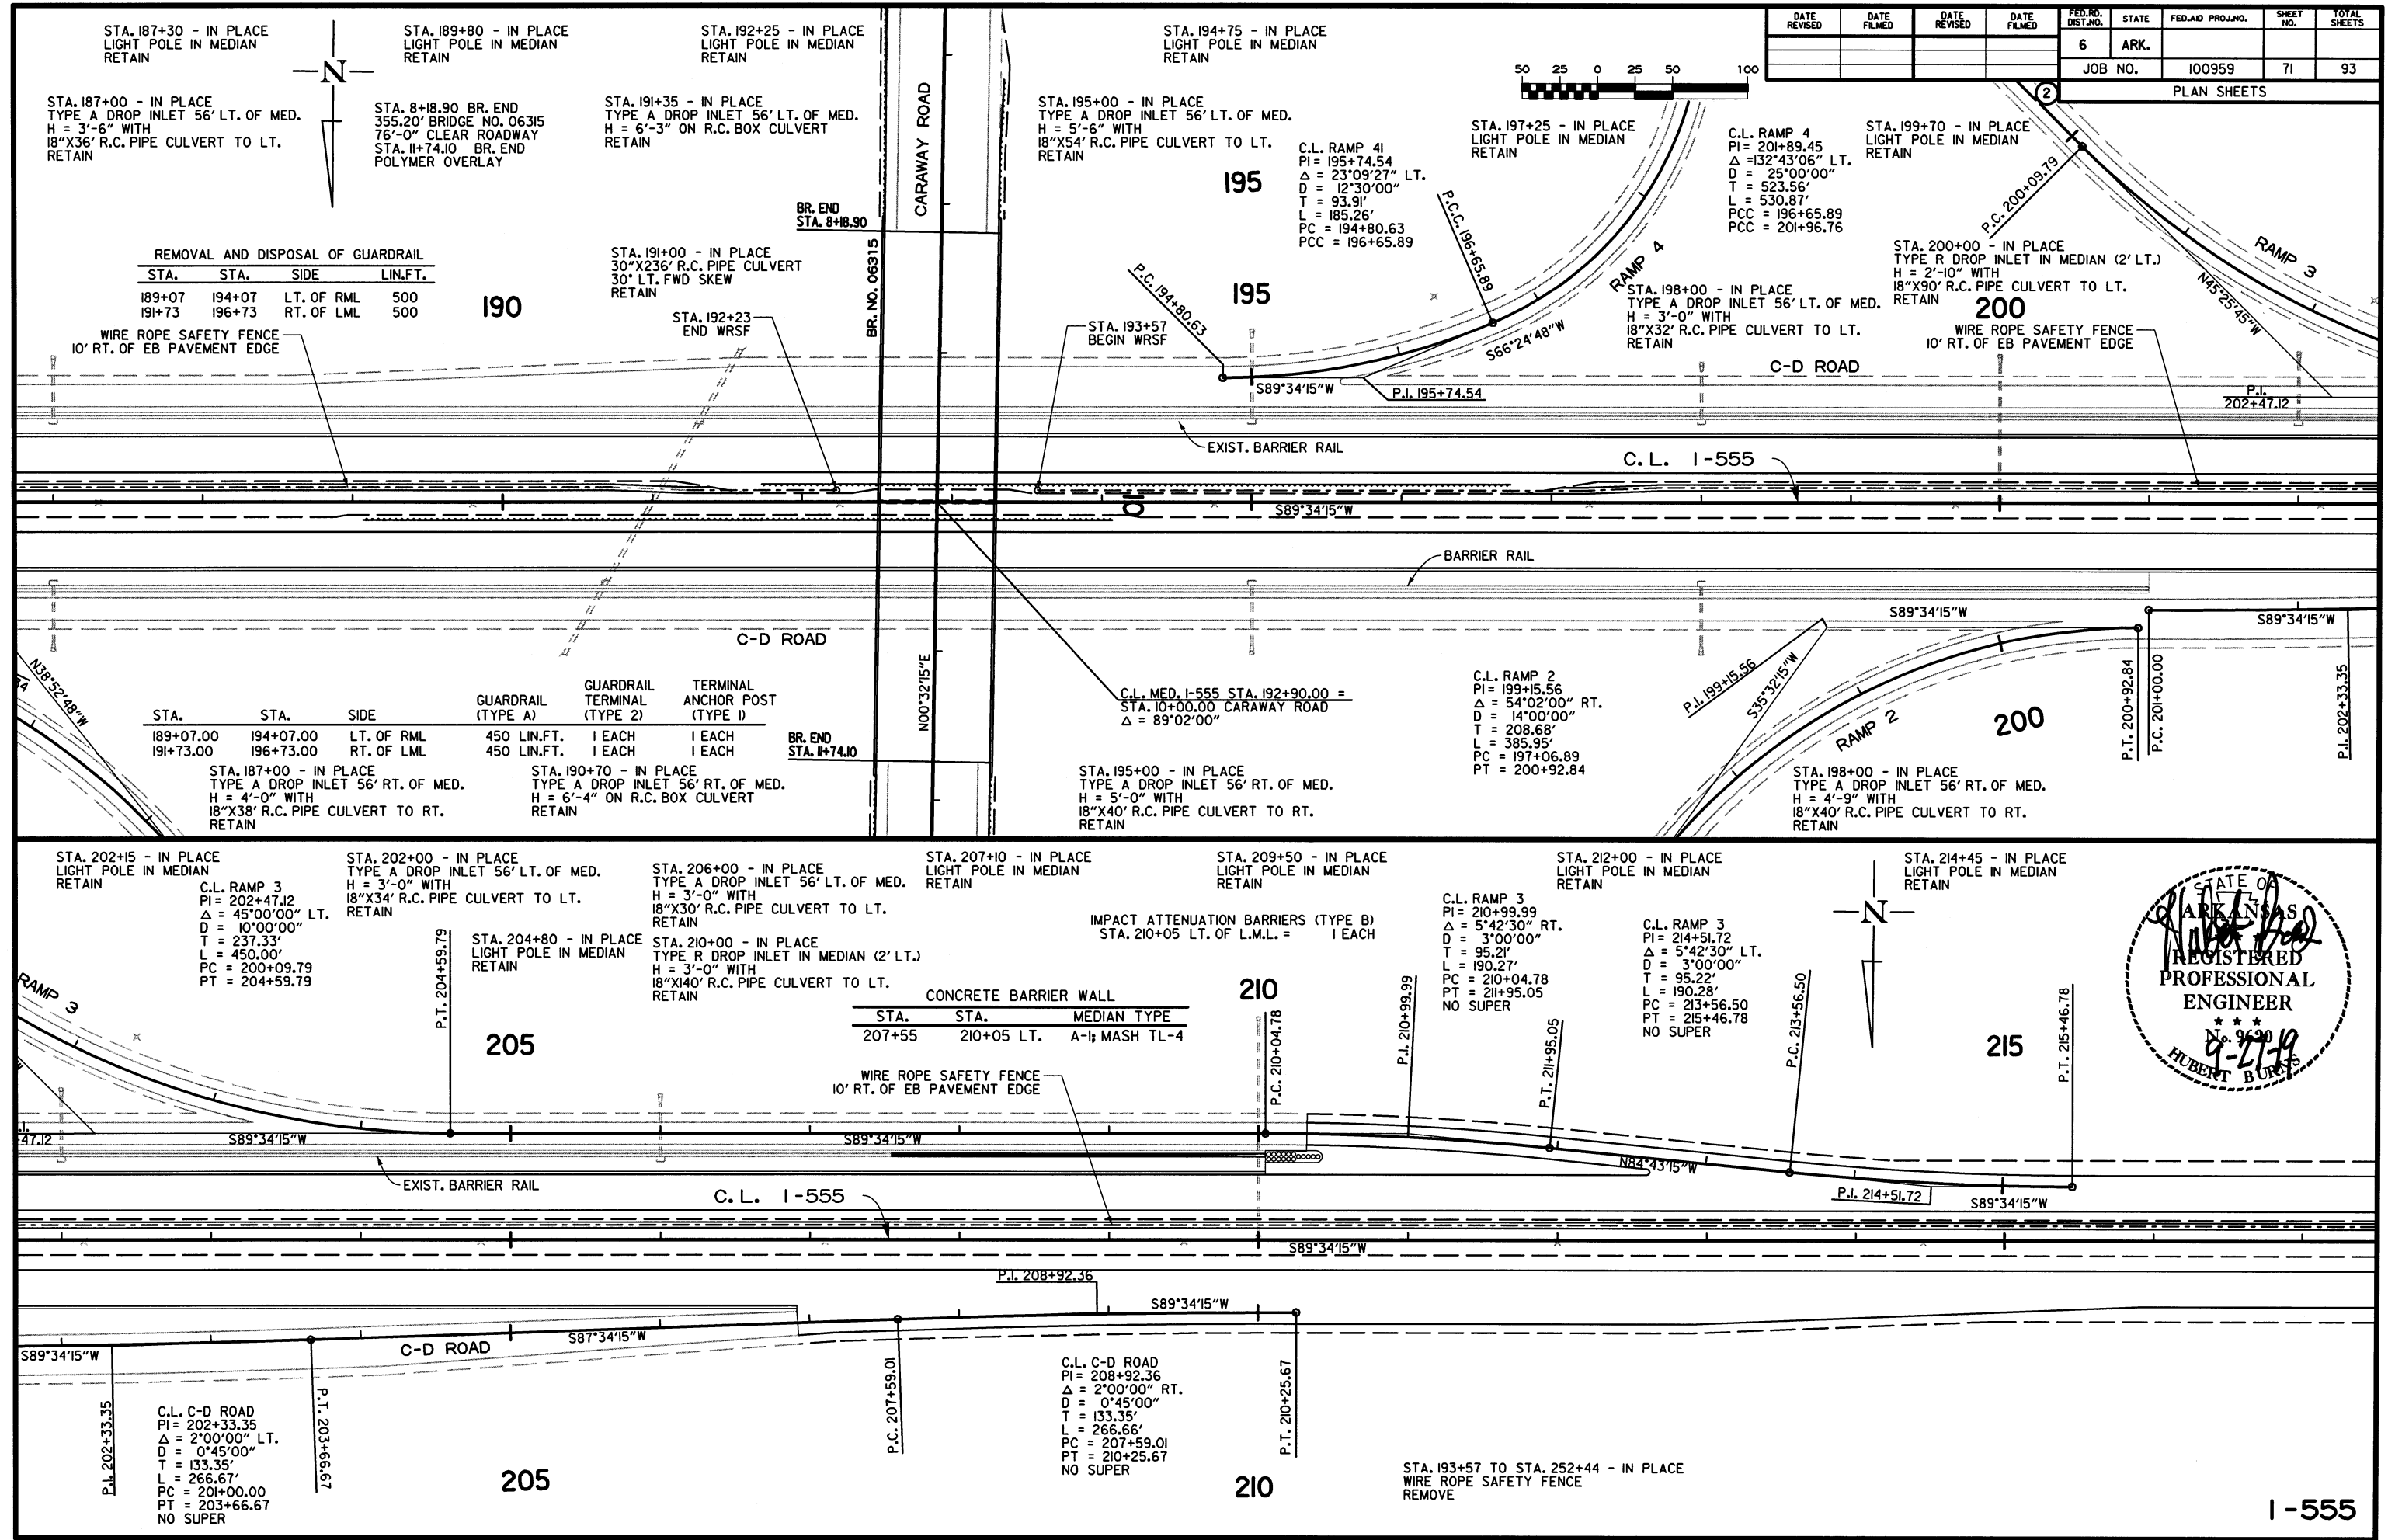 STA. 187+30 - IN PLACE
LIGHT POLE IN MEDIAN
RETAIN
STA. 189+80 - IN PLACE
LIGHT POLE IN MEDIAN
RETAIN
STA. 192+25 - IN PLACE
LIGHT POLE IN MEDIAN
RETAIN
STA. 194+75 - IN PLACE
LIGHT POLE IN MEDIAN
RETAIN
DATE REVISED
DATE FILMED
DATE REVISED
DATE FILMED
FED.RD. DIST.NO.
STATE
FED.AID PROJ.NO.
SHEET NO.
TOTAL SHEETS
6 ARK.
JOB NO. 100959 71 93
PLAN SHEETS
50 25 0 25 50 100
N
STA. 187+00 - IN PLACE
TYPE A DROP INLET 56' LT. OF MED.
H = 3'-6" WITH
18"X36' R.C. PIPE CULVERT TO LT.
RETAIN
STA. 8+18.90 BR. END
355.20' BRIDGE NO. 06315
76'-0" CLEAR ROADWAY
STA. 11+74.10 BR. END
POLYMER OVERLAY
STA. 191+35 - IN PLACE
TYPE A DROP INLET 56' LT. OF MED.
H = 6'-3" ON R.C. BOX CULVERT
RETAIN
CARAWAY ROAD
STA. 195+00 - IN PLACE
TYPE A DROP INLET 56' LT. OF MED.
H = 5'-6" WITH
18"X54' R.C. PIPE CULVERT TO LT.
RETAIN
195
C.L. RAMP 41
PI = 195+74.54
Δ = 23°09'27" LT.
D = 12°30'00"
T = 93.91'
L = 185.26'
PC = 194+80.63
PCC = 196+65.89
STA. 197+25 - IN PLACE
LIGHT POLE IN MEDIAN
RETAIN
C.L. RAMP 4
PI = 201+89.45
Δ =132°43'06" LT.
D = 25°00'00"
T = 523.56'
L = 530.87'
PCC = 196+65.89
PCC = 201+96.76
STA. 199+70 - IN PLACE
LIGHT POLE IN MEDIAN
RETAIN
2
P.C. 200+09.79
RAMP 3
N45°25'45"W
BR. END
STA. 8+18.90
BR. NO. 06315
REMOVAL AND DISPOSAL OF GUARDRAIL
STA. STA. SIDE LIN.FT.
189+07 194+07 LT. OF RML 500
191+73 196+73 RT. OF LML 500
190
STA. 191+00 - IN PLACE
30"X236' R.C. PIPE CULVERT
30° LT. FWD SKEW
RETAIN
WIRE ROPE SAFETY FENCE
10' RT. OF EB PAVEMENT EDGE
STA. 192+23
END WRSF
STA. 193+57
BEGIN WRSF
P.C. 194+80.63
195
P.C.C. 196+65.89
RAMP 4
S66°24'48"W
STA. 198+00 - IN PLACE
TYPE A DROP INLET 56' LT. OF MED.
H = 3'-0" WITH
18"X32' R.C. PIPE CULVERT TO LT.
RETAIN
STA. 200+00 - IN PLACE
TYPE R DROP INLET IN MEDIAN (2' LT.)
H = 2'-10" WITH
18"X90' R.C. PIPE CULVERT TO LT.
RETAIN
200
WIRE ROPE SAFETY FENCE
10' RT. OF EB PAVEMENT EDGE
C-D ROAD
S89°34'15"W
P.I. 195+74.54
P.I.
202+47.12
EXIST. BARRIER RAIL
C.L. I-555
S89°34'15"W
BARRIER RAIL
C-D ROAD
N00°32'15"E
C.L. MED. I-555 STA. 192+90.00 =
STA. 10+00.00 CARAWAY ROAD
Δ = 89°02'00"
N38°52'48"W
STA. STA. SIDE GUARDRAIL (TYPE A) GUARDRAIL TERMINAL (TYPE 2) TERMINAL ANCHOR POST (TYPE 1)
189+07.00 194+07.00 LT. OF RML 450 LIN.FT. 1 EACH 1 EACH
191+73.00 196+73.00 RT. OF LML 450 LIN.FT. 1 EACH 1 EACH
BR. END
STA. 11+74.10
STA. 187+00 - IN PLACE
TYPE A DROP INLET 56' RT. OF MED.
H = 4'-0" WITH
18"X38' R.C. PIPE CULVERT TO RT.
RETAIN
STA. 190+70 - IN PLACE
TYPE A DROP INLET 56' RT. OF MED.
H = 6'-4" ON R.C. BOX CULVERT
RETAIN
STA. 195+00 - IN PLACE
TYPE A DROP INLET 56' RT. OF MED.
H = 5'-0" WITH
18"X40' R.C. PIPE CULVERT TO RT.
RETAIN
C.L. RAMP 2
PI = 199+15.56
Δ = 54°02'00" RT.
D = 14°00'00"
T = 208.68'
L = 385.95'
PC = 197+06.89
PT = 200+92.84
P.I. 199+15.56
S35°32'15"W
S89°34'15"W
RAMP 2
200
P.T. 200+92.84
P.C. 201+00.00
S89°34'15"W
P.I. 202+33.35
STA. 198+00 - IN PLACE
TYPE A DROP INLET 56' RT. OF MED.
H = 4'-9" WITH
18"X40' R.C. PIPE CULVERT TO RT.
RETAIN
STA. 202+15 - IN PLACE
LIGHT POLE IN MEDIAN
RETAIN
C.L. RAMP 3
PI = 202+47.12
Δ = 45°00'00" LT.
D = 10°00'00"
T = 237.33'
L = 450.00'
PC = 200+09.79
PT = 204+59.79
STA. 202+00 - IN PLACE
TYPE A DROP INLET 56' LT. OF MED.
H = 3'-0" WITH
18"X34' R.C. PIPE CULVERT TO LT.
RETAIN
STA. 204+80 - IN PLACE
LIGHT POLE IN MEDIAN
RETAIN
STA. 206+00 - IN PLACE
TYPE A DROP INLET 56' LT. OF MED.
H = 3'-0" WITH
18"X30' R.C. PIPE CULVERT TO LT.
RETAIN
STA. 210+00 - IN PLACE
TYPE R DROP INLET IN MEDIAN (2' LT.)
H = 3'-0" WITH
18"X140' R.C. PIPE CULVERT TO LT.
RETAIN
STA. 207+10 - IN PLACE
LIGHT POLE IN MEDIAN
RETAIN
STA. 209+50 - IN PLACE
LIGHT POLE IN MEDIAN
RETAIN
IMPACT ATTENUATION BARRIERS (TYPE B)
STA. 210+05 LT. OF L.M.L. = 1 EACH
CONCRETE BARRIER WALL
STA. STA. MEDIAN TYPE
207+55 210+05 LT. A-1; MASH TL-4
STA. 212+00 - IN PLACE
LIGHT POLE IN MEDIAN
RETAIN
C.L. RAMP 3
PI = 210+99.99
Δ = 5°42'30" RT.
D = 3°00'00"
T = 95.21'
L = 190.27'
PC = 210+04.78
PT = 211+95.05
NO SUPER
C.L. RAMP 3
PI = 214+51.72
Δ = 5°42'30" LT.
D = 3°00'00"
T = 95.22'
L = 190.28'
PC = 213+56.50
PT = 215+46.78
NO SUPER
N
STA. 214+45 - IN PLACE
LIGHT POLE IN MEDIAN
RETAIN
STATE OF
ARKANSAS
REGISTERED
PROFESSIONAL
ENGINEER
No. 9620
9-27-19
HUBERT BURNS
RAMP 3
P.T. 204+59.79
205
210
P.C. 210+04.78
P.I. 210+99.99
P.T. 211+95.05
P.C. 213+56.50
215
P.T. 215+46.78
WIRE ROPE SAFETY FENCE
10' RT. OF EB PAVEMENT EDGE
47.12
S89°34'15"W
S89°34'15"W
N84°43'15"W
P.I. 214+51.72
S89°34'15"W
EXIST. BARRIER RAIL
C.L. I-555
S89°34'15"W
P.I. 208+92.36
S89°34'15"W
S89°34'15"W
C-D ROAD
S87°34'15"W
P.I. 202+33.35
P.T. 203+66.67
P.C. 207+59.01
P.T. 210+25.67
C.L. C-D ROAD
PI = 202+33.35
Δ = 2°00'00" LT.
D = 0°45'00"
T = 133.35'
L = 266.67'
PC = 201+00.00
PT = 203+66.67
NO SUPER
205
C.L. C-D ROAD
PI = 208+92.36
Δ = 2°00'00" RT.
D = 0°45'00"
T = 133.35'
L = 266.66'
PC = 207+59.01
PT = 210+25.67
NO SUPER
210
STA. 193+57 TO STA. 252+44 - IN PLACE
WIRE ROPE SAFETY FENCE
REMOVE
I-555